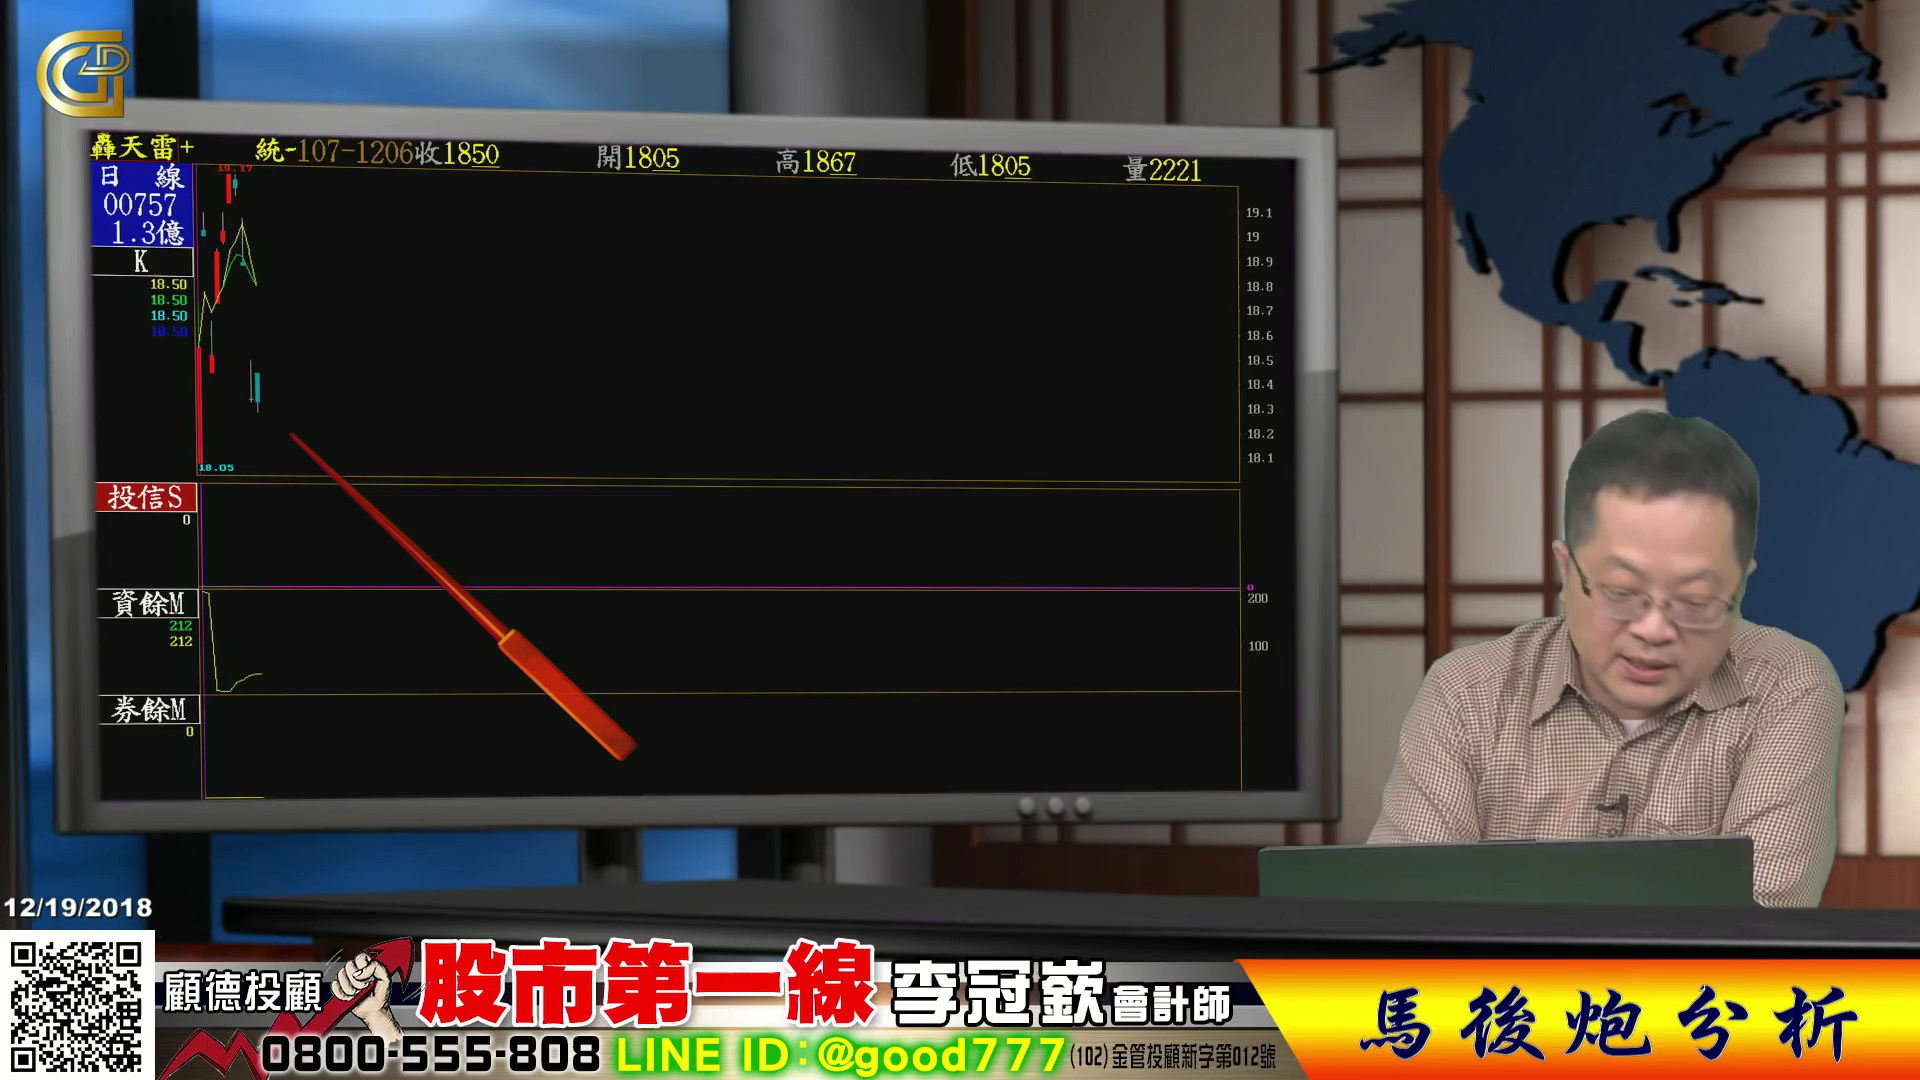 GD
轟天雷+ 統-107-1206收1850 開1805 高1867 低1805 量2221
日 線
00757
1.3億
K
18.50
18.50
18.50
18.50
19.17
18.05
19.1
19
18.9
18.8
18.7
18.6
18.5
18.4
18.3
18.2
18.1
投信S
0
0
資餘M
212
212
200
100
券餘M
0
12/19/2018
顧德投顧 股市第一線 李冠嶔會計師
0800-555-808 LINE ID:@good777 (102)金管投顧新字第012號
馬後炮分析